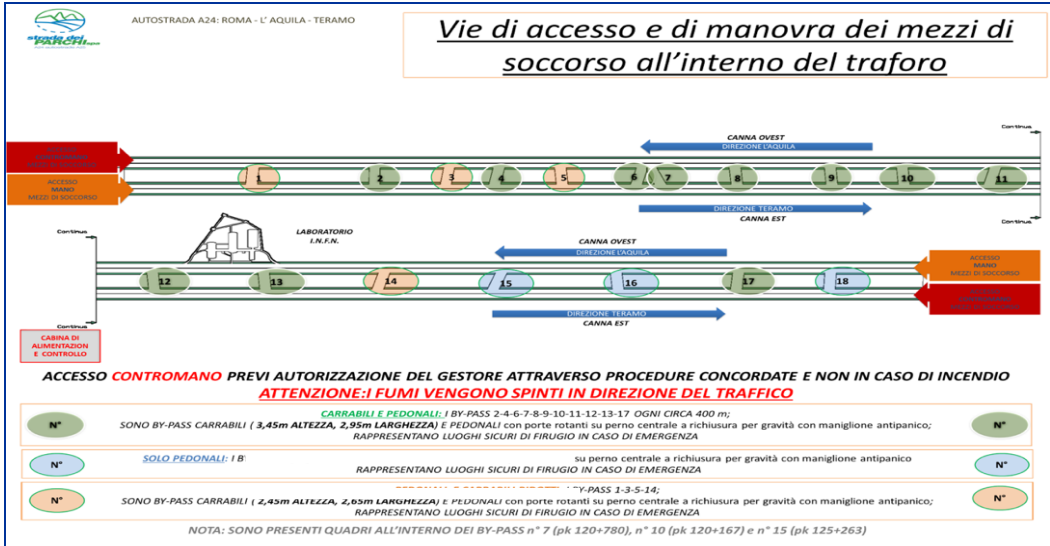 strada dei
PARCHI spa
AUTOSTRADA A24: ROMA - L' AQUILA - TERAMO
Vie di accesso e di manovra dei mezzi di
soccorso all'interno del traforo
Continua
CANNA OVEST
DIREZIONE L'AQUILA
ACCESSO
MANO
MEZZI DI SOCCORSO
1 2 3 4 5 6 7 8 9 10 11
DIREZIONE TERAMO
CANNA EST
Continua
Continua
LABORATORIO
I.N.F.N.
CANNA OVEST
DIREZIONE L'AQUILA
ACCESSO
MANO
MEZZI DI SOCCORSO
12 13 14 15 16 17 18
DIREZIONE TERAMO
CANNA EST
Continua
CABINA DI
ALIMENTAZION
E CONTROLLO
ACCESSO CONTROMANO PREVI AUTORIZZAZIONE DEL GESTORE ATTRAVERSO PROCEDURE CONCORDATE E NON IN CASO DI INCENDIO
ATTENZIONE:I FUMI VENGONO SPINTI IN DIREZIONE DEL TRAFFICO
N°
CARRABILI E PEDONALI: I BY-PASS 2-4-6-7-8-9-10-11-12-13-17 OGNI CIRCA 400 m;
SONO BY-PASS CARRABILI ( 3,45m ALTEZZA, 2,95m LARGHEZZA) E PEDONALI con porte rotanti su perno centrale a richiusura per gravità con maniglione antipanico;
RAPPRESENTANO LUOGHI SICURI DI FIRUGIO IN CASO DI EMERGENZA
N°
N°
SOLO PEDONALI: I B su perno centrale a richiusura per gravità con maniglione antipanico
RAPPRESENTANO LUOGHI SICURI DI FIRUGIO IN CASO DI EMERGENZA
N°
N°
Y-PASS 1-3-5-14;
SONO BY-PASS CARRABILI ( 2,45m ALTEZZA, 2,65m LARGHEZZA) E PEDONALI con porte rotanti su perno centrale a richiusura per gravità con maniglione antipanico;
RAPPRESENTANO LUOGHI SICURI DI FIRUGIO IN CASO DI EMERGENZA
N°
NOTA: SONO PRESENTI QUADRI ALL'INTERNO DEI BY-PASS n° 7 (pk 120+780), n° 10 (pk 120+167) e n° 15 (pk 125+263)